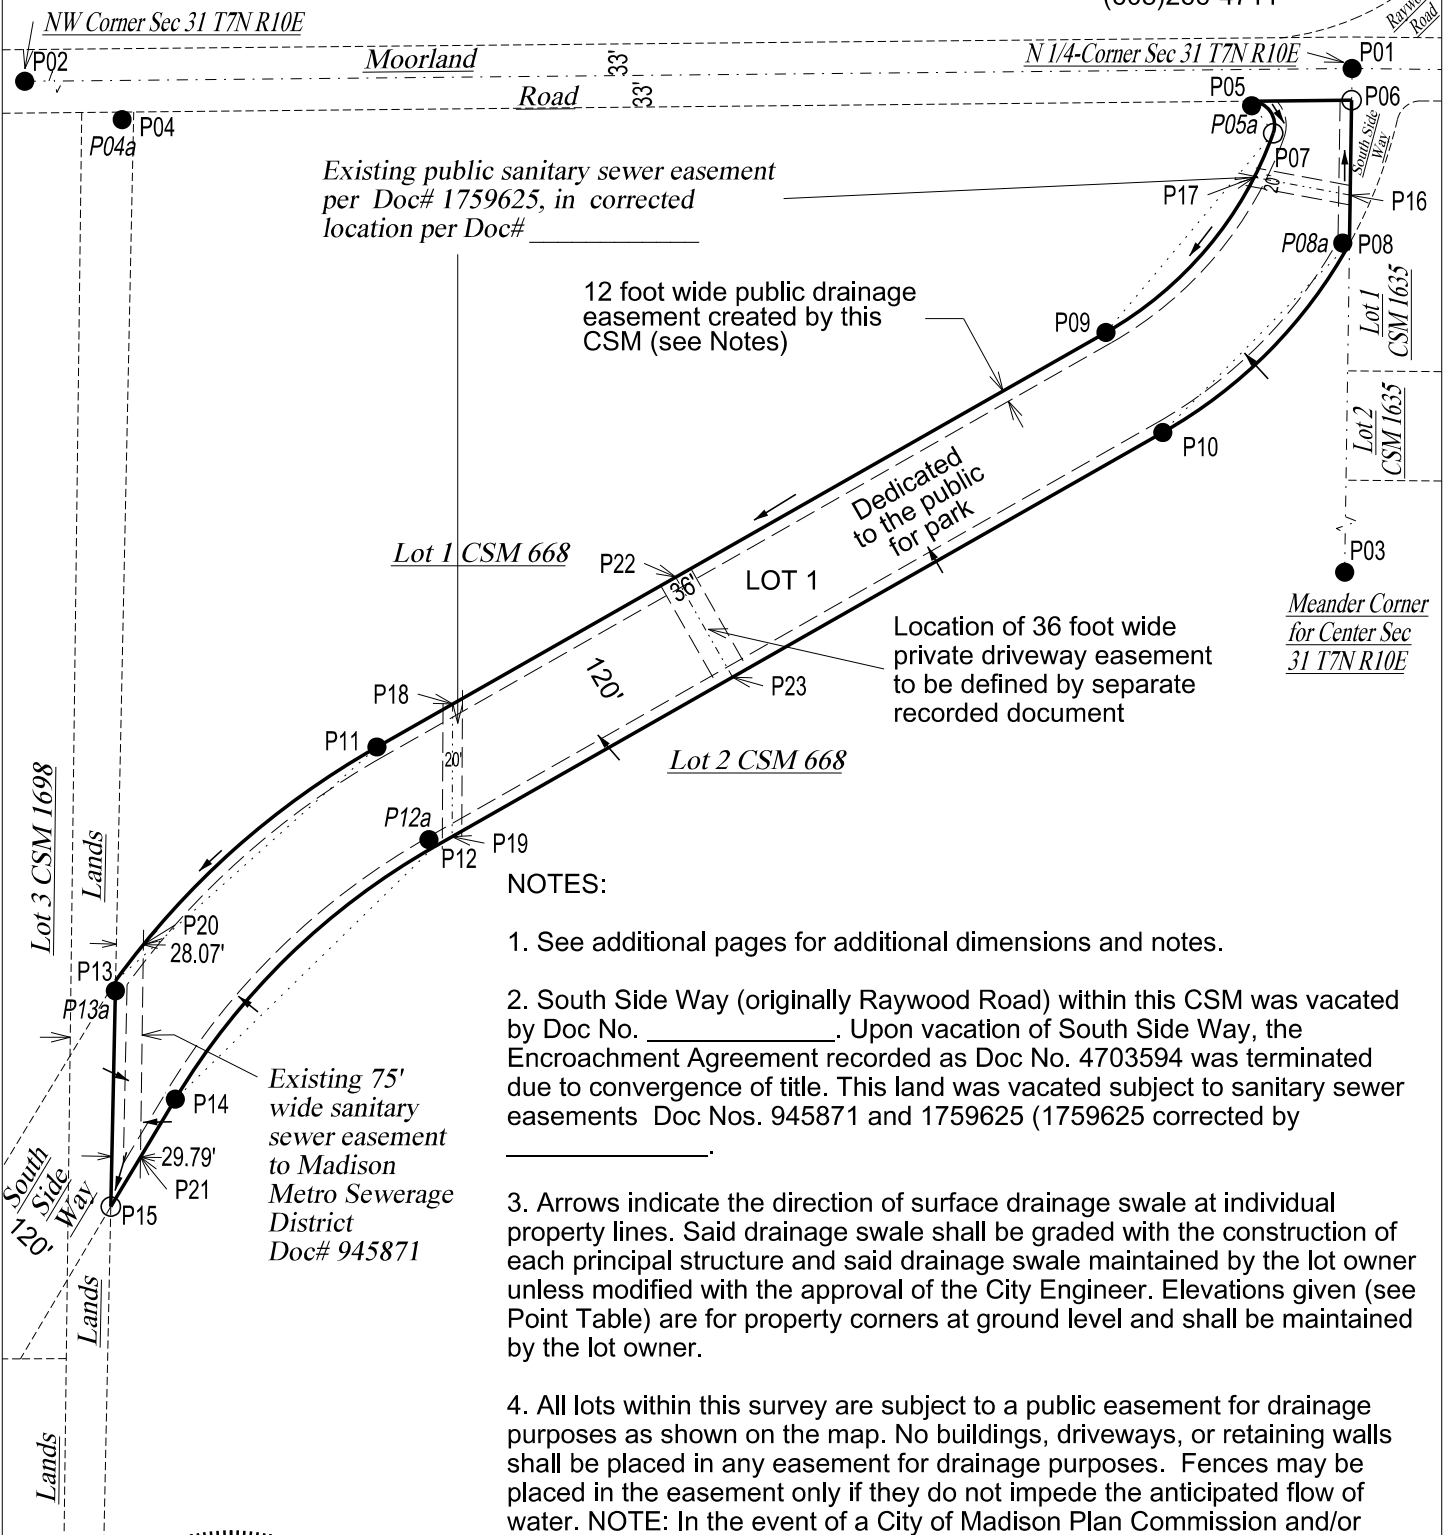 NW Corner Sec 31 T7N R10E
Road
P02
Moorland
33'
N 1/4-Corner Sec 31 T7N R10E
P01
Road
33'
P05
P06
P04
P04a
P05a
South Side
Way
P07
Existing public sanitary sewer easement
per Doc# 1759625, in corrected
location per Doc# ______________
P17
20'
P16
P08a
P08
12 foot wide public drainage
easement created by this
CSM (see Notes)
Lot 1
CSM 1635
P09
Lot 2
CSM 1635
P10
Dedicated
to the public
for park
Lot 1 CSM 668
P22
36'
LOT 1
P03
Meander Corner
for Center Sec
31 T7N R10E
Location of 36 foot wide
private driveway easement
to be defined by separate
recorded document
120'
P23
P18
P11
20'
Lot 2 CSM 668
Lot 3 CSM 1698
Lands
P12a
P19
P12
NOTES:
P20
28.07'
1. See additional pages for additional dimensions and notes.
P13
P13a
2. South Side Way (originally Raywood Road) within this CSM was vacated
by Doc No. _____________. Upon vacation of South Side Way, the
Encroachment Agreement recorded as Doc No. 4703594 was terminated
due to convergence of title. This land was vacated subject to sanitary sewer
easements  Doc Nos. 945871 and 1759625 (1759625 corrected by
______________.
Existing 75'
wide sanitary
sewer easement
to Madison
Metro Sewerage
District
Doc# 945871
P14
29.79'
P21
South
Side
Way
120'
P15
3. Arrows indicate the direction of surface drainage swale at individual
property lines. Said drainage swale shall be graded with the construction of
each principal structure and said drainage swale maintained by the lot owner
unless modified with the approval of the City Engineer. Elevations given (see
Point Table) are for property corners at ground level and shall be maintained
by the lot owner.
Lands
4. All lots within this survey are subject to a public easement for drainage
purposes as shown on the map. No buildings, driveways, or retaining walls
shall be placed in any easement for drainage purposes.  Fences may be
placed in the easement only if they do not impede the anticipated flow of
water. NOTE: In the event of a City of Madison Plan Commission and/or
Lands